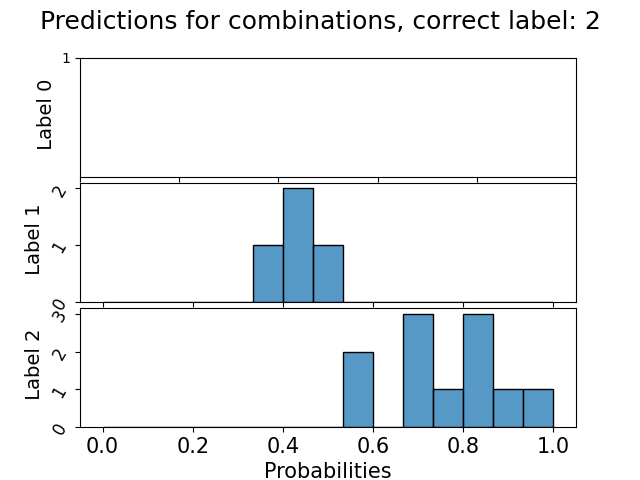 Predictions for combinations, correct label: 2
1
Label 0
2
1
0
Label 1
3
2
1
0
Label 2
0.0 0.2 0.4 0.6 0.8 1.0
Probabilities